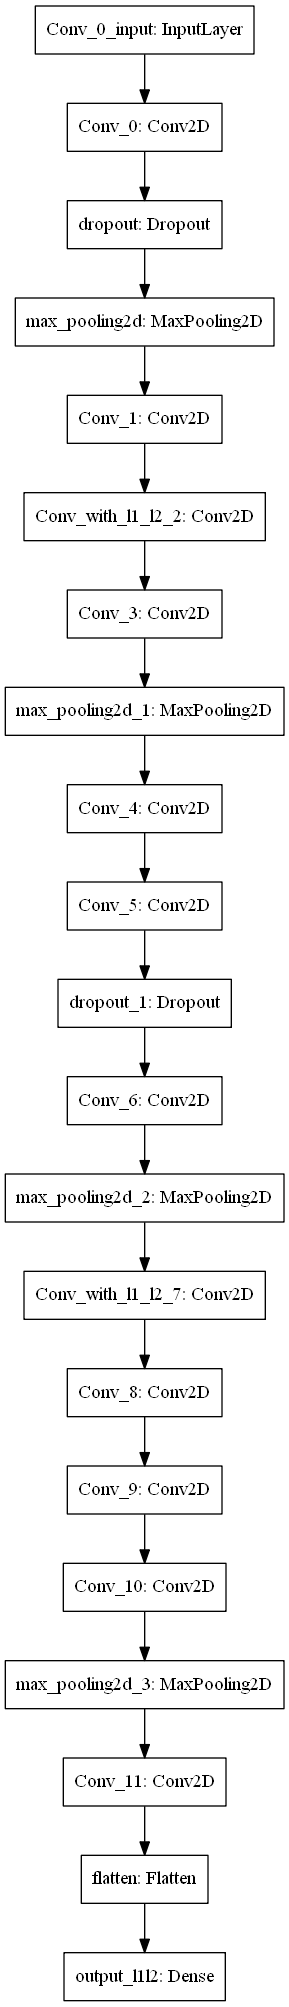 Conv_0_input: InputLayer
Conv_0: Conv2D
dropout: Dropout
max_pooling2d: MaxPooling2D
Conv_1: Conv2D
Conv_with_l1_l2_2: Conv2D
Conv_3: Conv2D
max_pooling2d_1: MaxPooling2D
Conv_4: Conv2D
Conv_5: Conv2D
dropout_1: Dropout
Conv_6: Conv2D
max_pooling2d_2: MaxPooling2D
Conv_with_l1_l2_7: Conv2D
Conv_8: Conv2D
Conv_9: Conv2D
Conv_10: Conv2D
max_pooling2d_3: MaxPooling2D
Conv_11: Conv2D
flatten: Flatten
output_l1l2: Dense